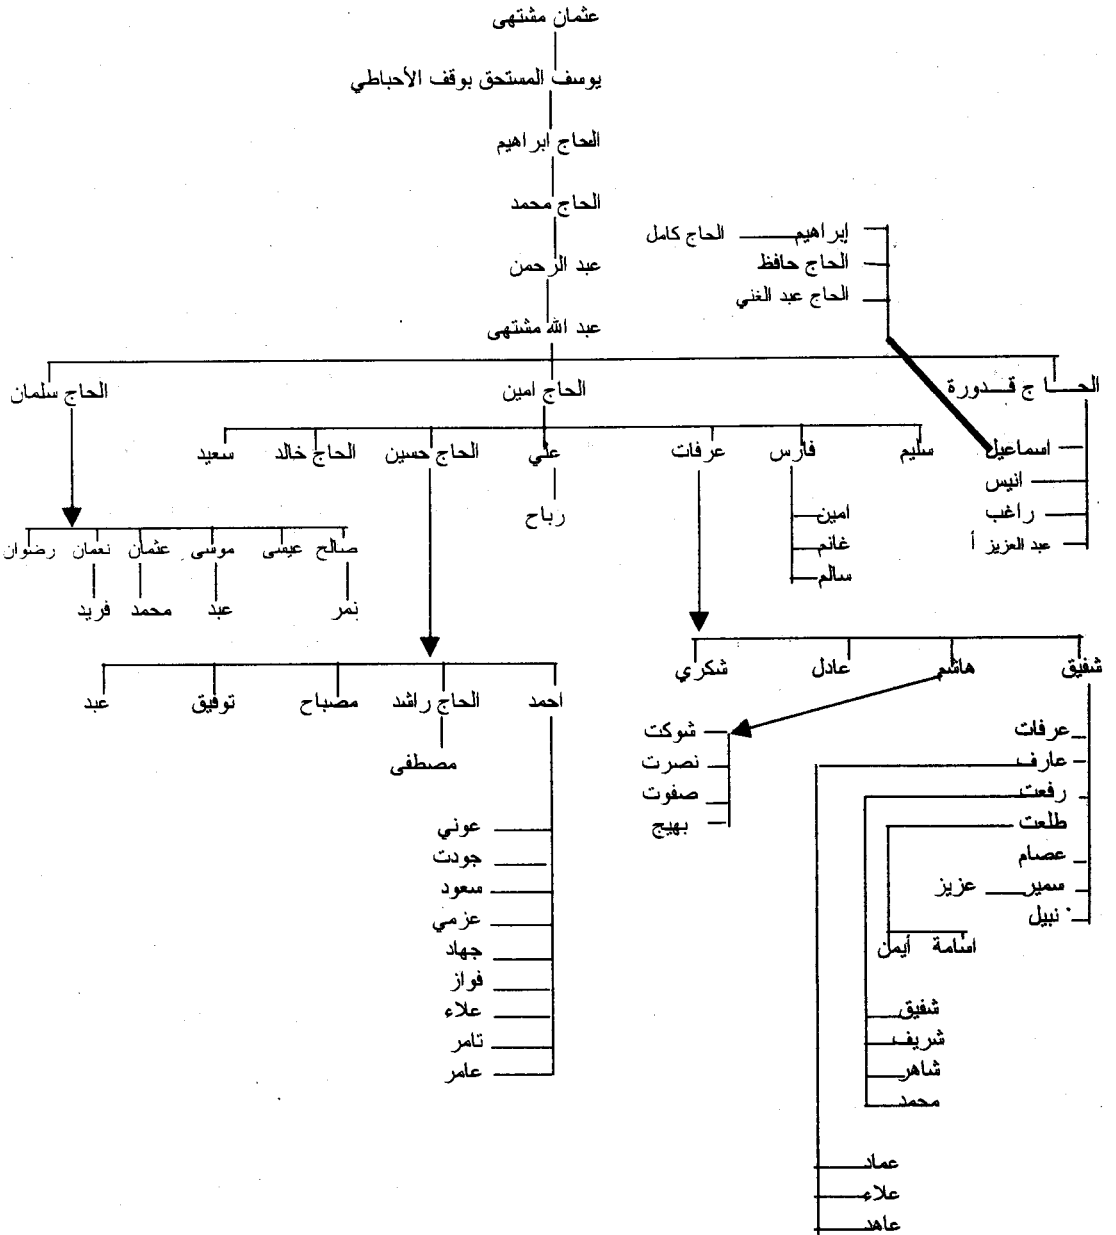 عثمان مشتهى
يوسف المستحق بوقف الأحباطي
الحاج ابراهيم
الحاج محمد
إبراهيم الحاج كامل
عبد الرحمن
الحاج حافظ
الحاج عبد الغني
عبد الله مشتهى
الحاج قدورة
الحاج امين
الحاج سلمان
اسماعيل
انيس
راغب
عبد العزيز أ
سليم فارس عرفات علي الحاج حسين الحاج خالد سعيد
امين
غانم
سالم
رباح
صالح عيسى موسى عثمان نعمان رضوان
نمر عبد محمد فريد
شفيق هاشم عادل شكري
احمد الحاج راشد مصباح توفيق عبد
مصطفى
عرفات
عارف
رفعت
طلعت
عصام
سمير عزيز
نبيل
شوكت
نصرت
صفوت
بهيج
عوني
جودت
سعود
عزمي
جهاد
فواز
علاء
تامر
عامر
اسامة أيمن
شفيق
شريف
شاهر
محمد
عماد
علاء
عاهد